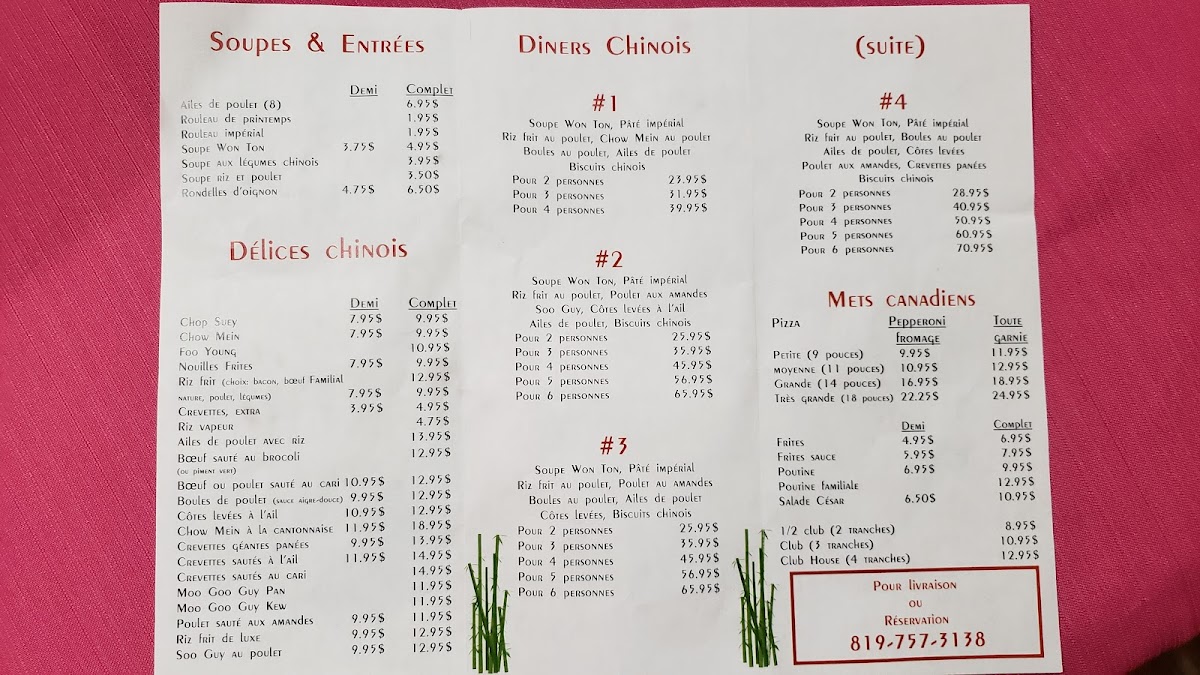 Soupes & Entrées
Demi Complet
Ailes de poulet (8) 6.95$
Rouleau de printemps 1.95$
Rouleau impérial 1.95$
Soupe Won Ton 3.75$ 4.95$
Soupe aux légumes chinois 3.95$
Soupe riz et poulet 3.50$
Rondelles d'oignon 4.75$ 6.50$
Délices chinois
Demi Complet
Chop Suey 7.95$ 9.95$
Chow Mein 7.95$ 9.95$
Foo Young 10.95$
Nouilles Frites 7.95$ 9.95$
Riz frit (choix: bacon, bœuf Familial 12.95$
nature, poulet, légumes) 7.95$ 9.95$
Crevettes, extra 3.95$ 4.95$
Riz vapeur 4.75$
Ailes de poulet avec riz 13.95$
Bœuf sauté au brocoli 12.95$
(ou piment vert)
Bœuf ou poulet sauté au cari 10.95$ 12.95$
Boules de poulet (sauce aigre-douce) 9.95$ 12.95$
Côtes levées à l'ail 10.95$ 12.95$
Chow Mein à la cantonnaise 11.95$ 18.95$
Crevettes géantes panées 9.95$ 13.95$
Crevettes sautés à l'ail 11.95$ 14.95$
Crevettes sautés au cari 14.95$
Moo Goo Guy Pan 11.95$
Moo Goo Guy Kew 11.95$
Poulet sauté aux amandes 9.95$ 11.95$
Riz frit de luxe 9.95$ 12.95$
Soo Guy au poulet 9.95$ 12.95$
Diners Chinois
#1
Soupe Won Ton, Pâté impérial
Riz frit au poulet, Chow Mein au poulet
Boules au poulet, Ailes de poulet
Biscuits chinois
Pour 2 personnes 23.95$
Pour 3 personnes 31.95$
Pour 4 personnes 39.95$
#2
Soupe Won Ton, Pâté impérial
Riz frit au poulet, Poulet aux amandes
Soo Guy, Côtes levées à l'ail
Ailes de poulet, Biscuits chinois
Pour 2 personnes 25.95$
Pour 3 personnes 35.95$
Pour 4 personnes 45.95$
Pour 5 personnes 56.95$
Pour 6 personnes 65.95$
#3
Soupe Won Ton, Pâté impérial
Riz frit au poulet, Poulet au amandes
Boules au poulet, Ailes de poulet
Côtes levées, Biscuits chinois
Pour 2 personnes 25.95$
Pour 3 personnes 35.95$
Pour 4 personnes 45.95$
Pour 5 personnes 56.95$
Pour 6 personnes 65.95$
(suite)
#4
Soupe Won Ton, Pâté impérial
Riz frit au poulet, Boules au poulet
Ailes de poulet, Côtes levées
Poulet aux amandes, Crevettes panées
Biscuits chinois
Pour 2 personnes 28.95$
Pour 3 personnes 40.95$
Pour 4 personnes 50.95$
Pour 5 personnes 60.95$
Pour 6 personnes 70.95$
Mets canadiens
Pizza Pepperoni Toute
fromage garnie
Petite (9 pouces) 9.95$ 11.95$
moyenne (11 pouces) 10.95$ 12.95$
Grande (14 pouces) 16.95$ 18.95$
Très grande (18 pouces) 22.25$ 24.95$
Demi Complet
Frites 4.95$ 6.95$
Frites sauce 5.95$ 7.95$
Poutine 6.95$ 9.95$
Poutine familiale 12.95$
Salade César 6.50$ 10.95$
1/2 club (2 tranches) 8.95$
Club (3 tranches) 10.95$
Club House (4 tranches) 12.95$
Pour livraison
ou
Réservation
819-757-3138